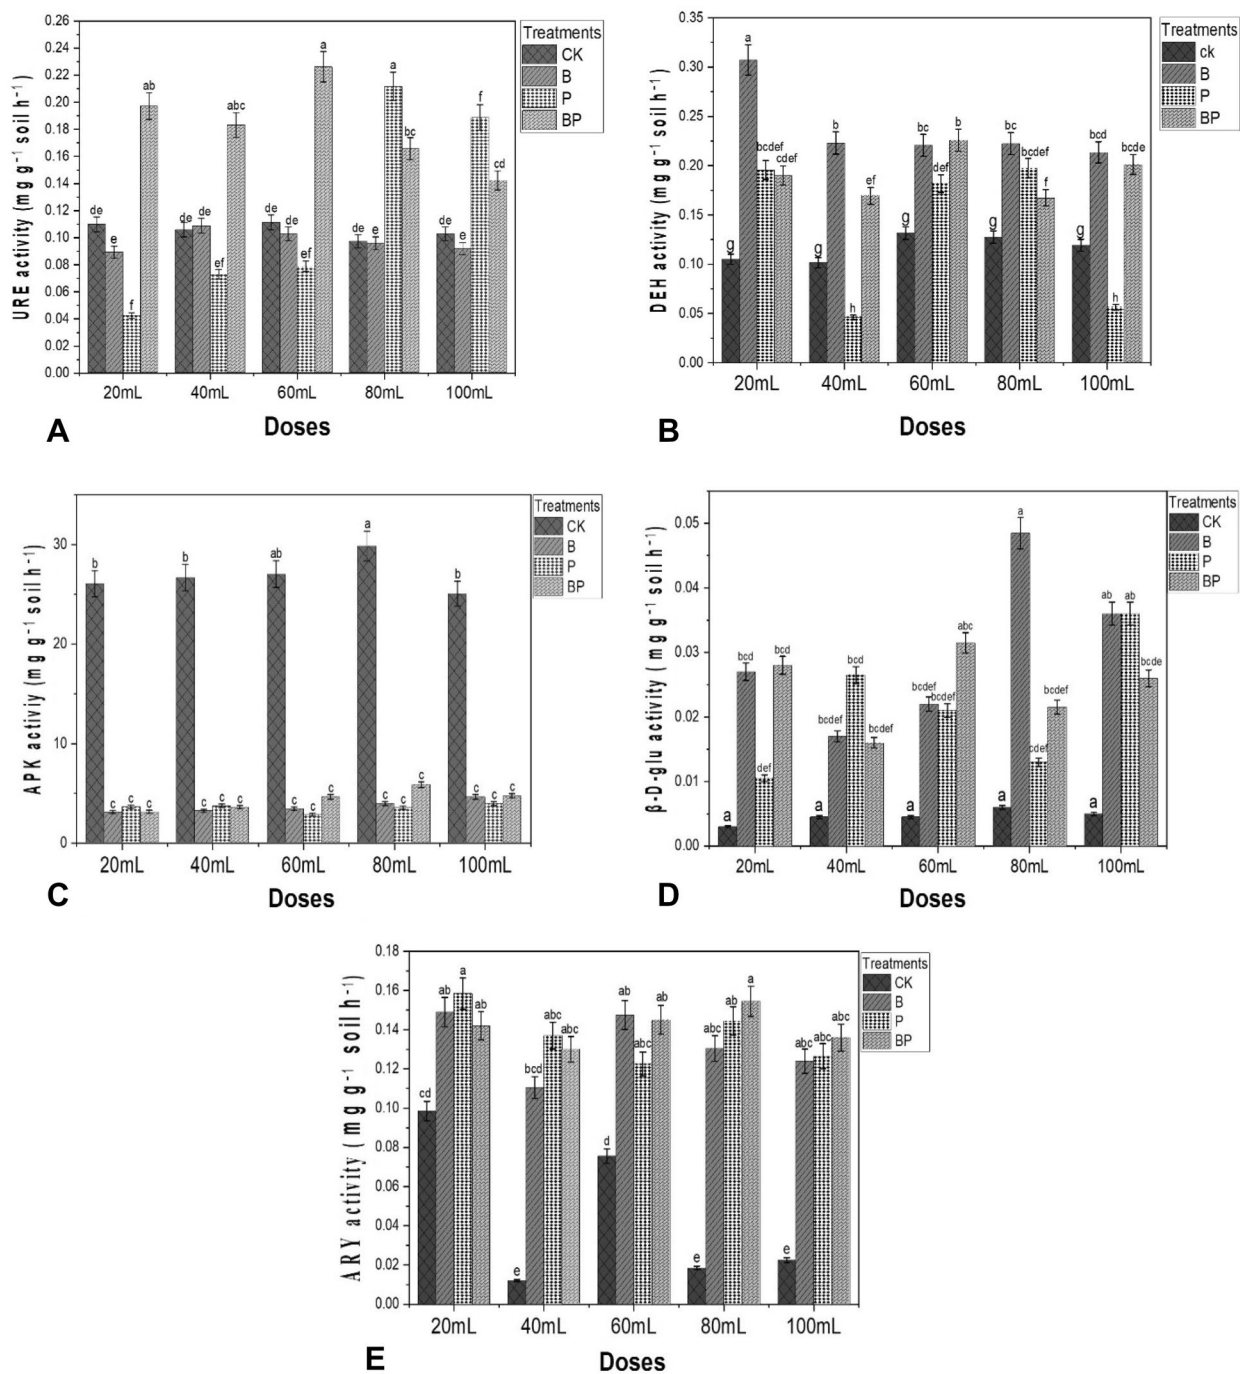 Treatments
CK
B
P
BP
URE activity (mg g⁻¹ soil h⁻¹)
0.26
0.24
0.22
0.20
0.18
0.16
0.14
0.12
0.10
0.08
0.06
0.04
0.02
0.00
de e f ab
de de ef abc
de de ef a
de e a bc
de e f cd
20mL 40mL 60mL 80mL 100mL
Doses
A
Treatments
ck
B
P
BP
DEH activity (mg g⁻¹ soil h⁻¹)
0.35
0.30
0.25
0.20
0.15
0.10
0.05
0.00
g a bcdef cdef
g b h ef
g bc def b
g bc bcdef f
g bcd h bcde
20mL 40mL 60mL 80mL 100mL
Doses
B
Treatments
CK
B
P
BP
APK activiy (mg g⁻¹ soil h⁻¹)
30
20
10
0
b c c c
b c c c
ab c c c
a c c c
b c c c
20mL 40mL 60mL 80mL 100mL
Doses
C
Treatments
CK
B
P
BP
β-D-glu activity ( mg g⁻¹ soil h⁻¹)
0.05
0.04
0.03
0.02
0.01
0.00
a bcd def bcd
a bcdef bcd bcdef
a bcdef bcdef abc
a a cdef bcdef
a ab ab bcde
20mL 40mL 60mL 80mL 100mL
Doses
D
Treatments
CK
B
P
BP
ARY activity ( mg g⁻¹ soil h⁻¹)
0.18
0.16
0.14
0.12
0.10
0.08
0.06
0.04
0.02
0.00
cd ab a ab
e bcd abc abc
d ab abc ab
e abc ab a
e abc abc abc
20mL 40mL 60mL 80mL 100mL
Doses
E